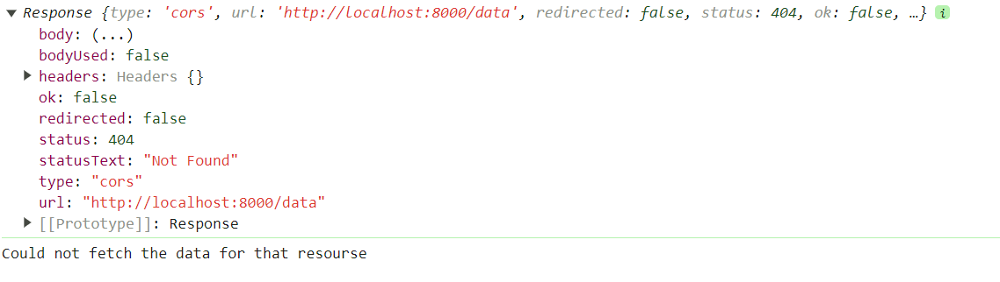 Response {type: 'cors', url: 'http://localhost:8000/data', redirected: false, status: 404, ok: false, …} i
body: (...)
bodyUsed: false
headers: Headers {}
ok: false
redirected: false
status: 404
statusText: "Not Found"
type: "cors"
url: "http://localhost:8000/data"
[[Prototype]]: Response
Could not fetch the data for that resourse